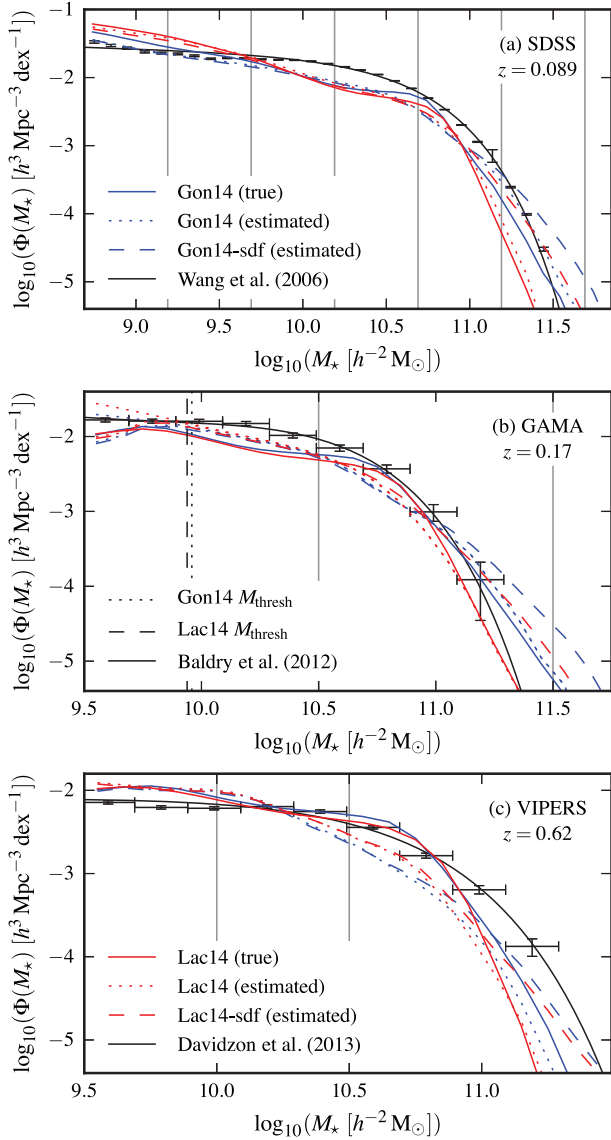 −1
−2
−3
−4
−5
log₁₀(Φ(M⋆) [h³ Mpc⁻³ dex⁻¹])
(a) SDSS
z = 0.089
Gon14 (true)
Gon14 (estimated)
Gon14-sdf (estimated)
Wang et al. (2006)
9.0 9.5 10.0 10.5 11.0 11.5
log₁₀(M⋆ [h⁻² M⊙])
−2
−3
−4
−5
log₁₀(Φ(M⋆) [h³ Mpc⁻³ dex⁻¹])
(b) GAMA
z = 0.17
Gon14 Mthresh
Lac14 Mthresh
Baldry et al. (2012)
9.5 10.0 10.5 11.0 11.5
log₁₀(M⋆ [h⁻² M⊙])
−2
−3
−4
−5
log₁₀(Φ(M⋆) [h³ Mpc⁻³ dex⁻¹])
(c) VIPERS
z = 0.62
Lac14 (true)
Lac14 (estimated)
Lac14-sdf (estimated)
Davidzon et al. (2013)
9.5 10.0 10.5 11.0
log₁₀(M⋆ [h⁻² M⊙])